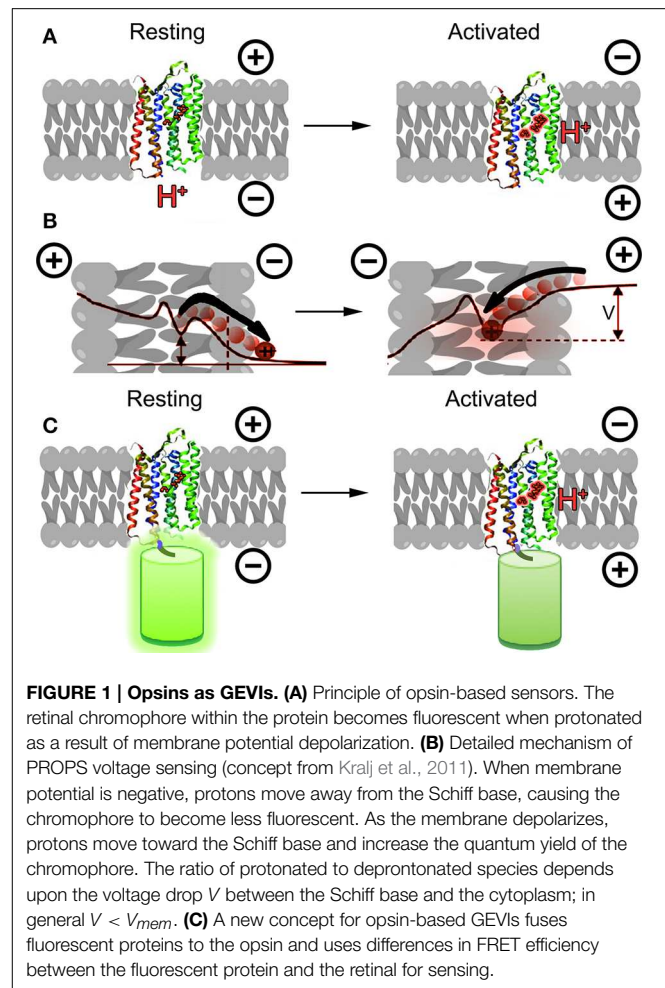 A
Resting
Activated
+
−
H+
−
+
H+
B
+
−
+
−
+
V
+
C
Resting
Activated
+
−
−
+
H+
FIGURE 1 | Opsins as GEVIs. (A) Principle of opsin-based sensors. The
retinal chromophore within the protein becomes fluorescent when protonated
as a result of membrane potential depolarization. (B) Detailed mechanism of
PROPS voltage sensing (concept from Kralj et al., 2011). When membrane
potential is negative, protons move away from the Schiff base, causing the
chromophore to become less fluorescent. As the membrane depolarizes,
protons move toward the Schiff base and increase the quantum yield of the
chromophore. The ratio of protonated to deprontonated species depends
upon the voltage drop V between the Schiff base and the cytoplasm; in
general V < Vmem. (C) A new concept for opsin-based GEVIs fuses
fluorescent proteins to the opsin and uses differences in FRET efficiency
between the fluorescent protein and the retinal for sensing.